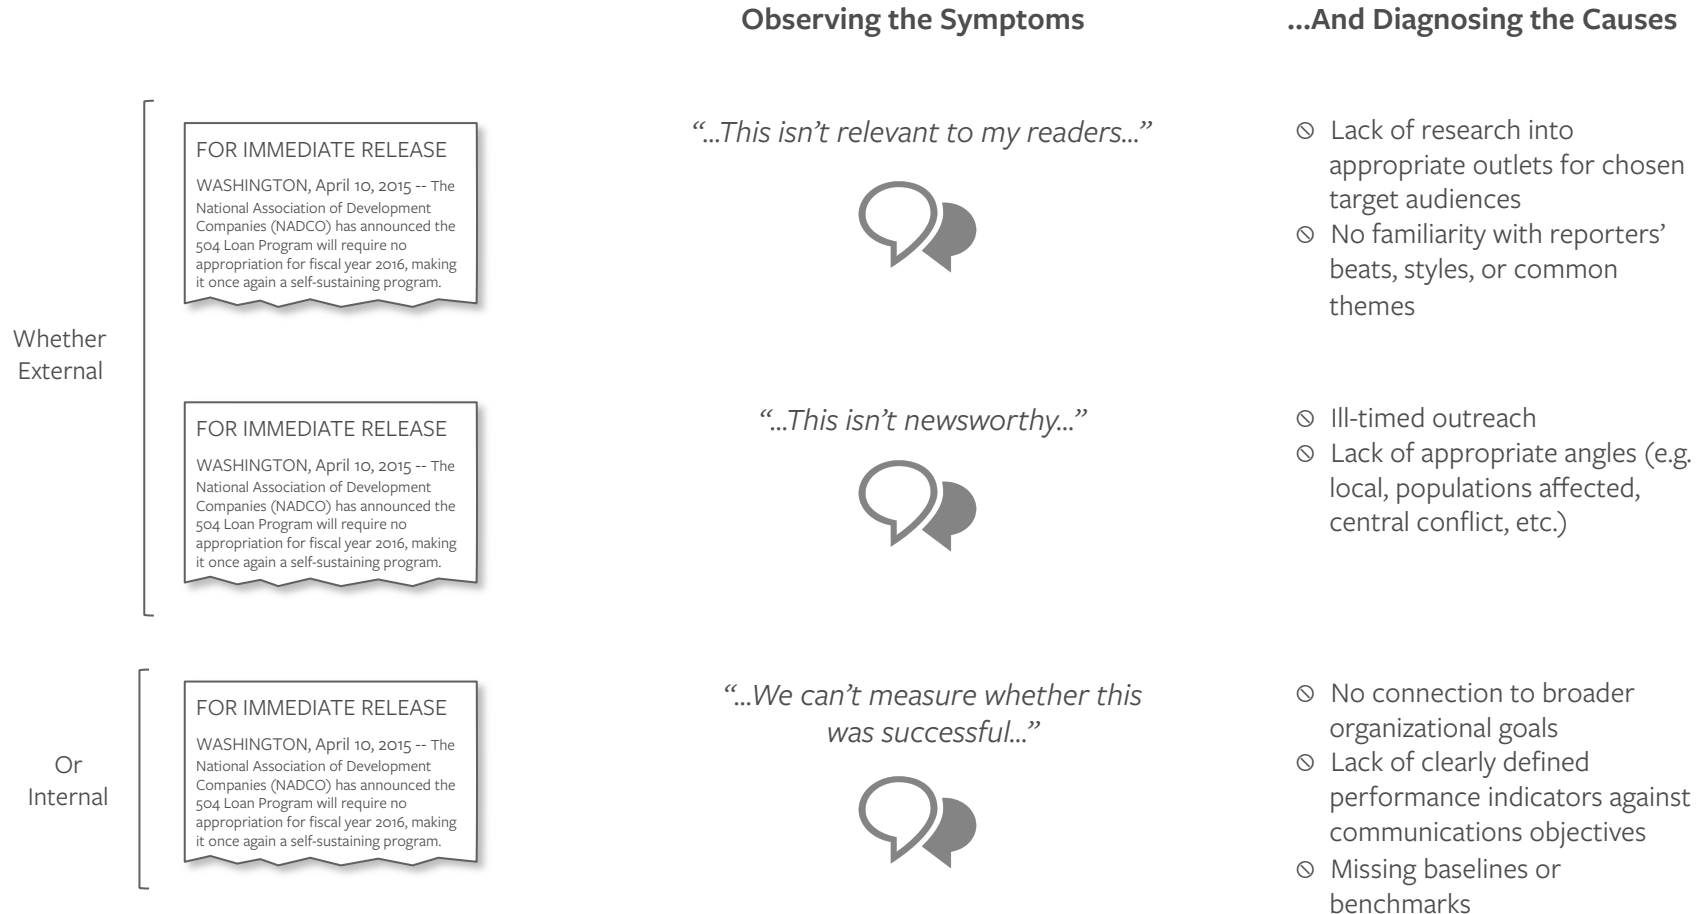 Observing the Symptoms
...And Diagnosing the Causes
Whether
External
FOR IMMEDIATE RELEASE
WASHINGTON, April 10, 2015 -- The
National Association of Development
Companies (NADCO) has announced the
504 Loan Program will require no
appropriation for fiscal year 2016, making
it once again a self-sustaining program.
“...This isn’t relevant to my readers...”
⦸ Lack of research into
appropriate outlets for chosen
target audiences
⦸ No familiarity with reporters’
beats, styles, or common
themes
FOR IMMEDIATE RELEASE
WASHINGTON, April 10, 2015 -- The
National Association of Development
Companies (NADCO) has announced the
504 Loan Program will require no
appropriation for fiscal year 2016, making
it once again a self-sustaining program.
“...This isn’t newsworthy...”
⦸ Ill-timed outreach
⦸ Lack of appropriate angles (e.g.
local, populations affected,
central conflict, etc.)
Or
Internal
FOR IMMEDIATE RELEASE
WASHINGTON, April 10, 2015 -- The
National Association of Development
Companies (NADCO) has announced the
504 Loan Program will require no
appropriation for fiscal year 2016, making
it once again a self-sustaining program.
“...We can’t measure whether this
was successful...”
⦸ No connection to broader
organizational goals
⦸ Lack of clearly defined
performance indicators against
communications objectives
⦸ Missing baselines or
benchmarks